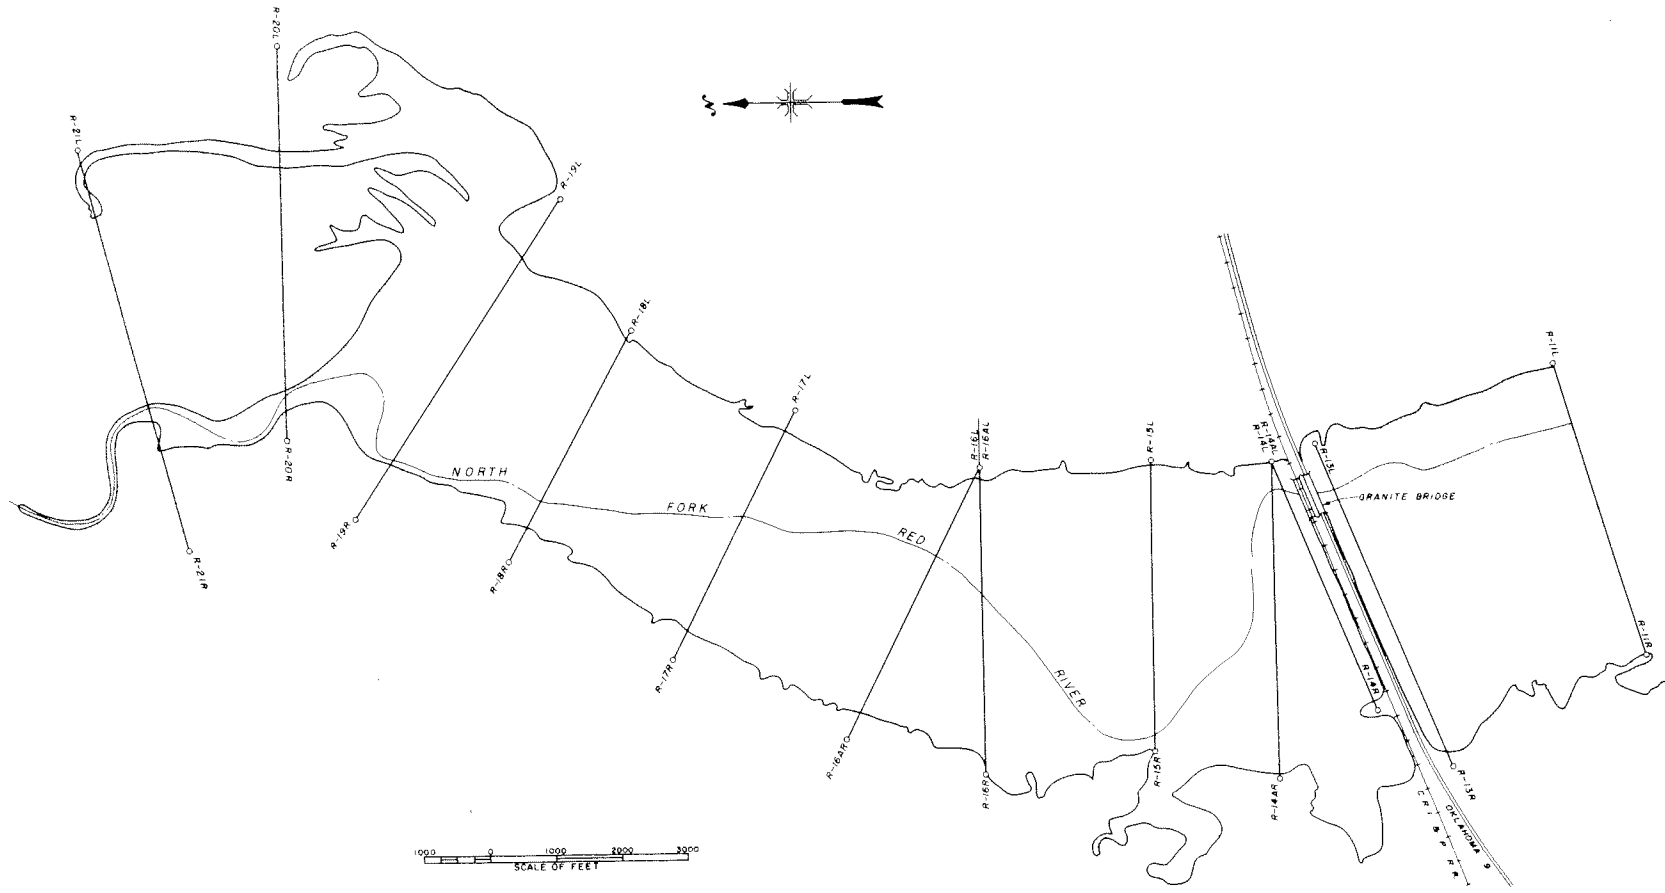 R-20L
R-21L
N
R-19L
R-18L
R-17L
R-11L
R-16L
R-16AL
R-15L
R-14AL
R-14L
R-13L
GRANITE BRIDGE
NORTH
FORK
RED
RIVER
R-20R
R-19R
R-21R
R-18R
R-17R
R-16AR
R-16R
R-15R
R-14AR
R-14R
R-13R
R-11R
OKLAHOMA 9
C R I & P R R
1000 0 1000 2000 3000
SCALE OF FEET